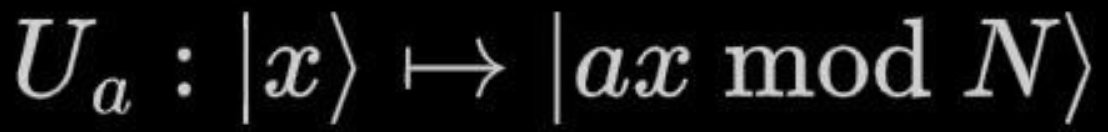 U_a : |x⟩ ↦ |ax mod N⟩